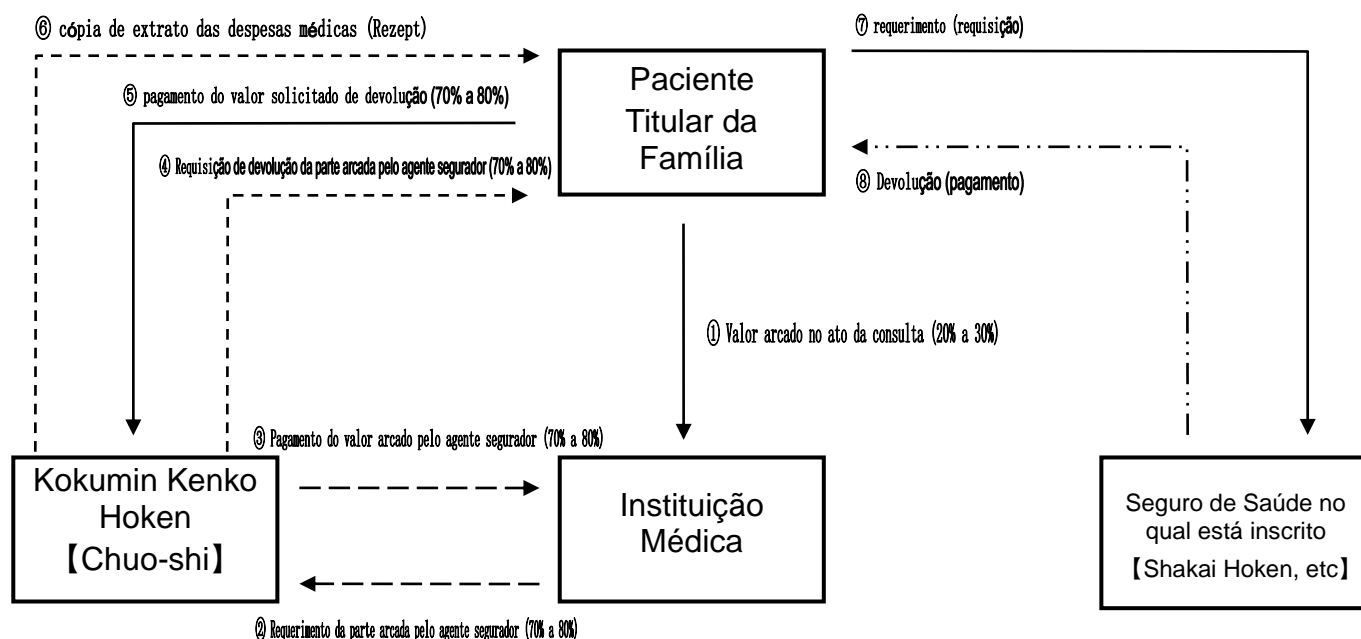 ⑥ cópia de extrato das despesas médicas (Rezept)
⑦ requerimento (requisição)
Paciente
Titular da
Família
⑤ pagamento do valor solicitado de devolução (70% a 80%)
④ Requisição de devolução da parte arcada pelo agente segurador (70% a 80%)
⑧ Devolução (pagamento)
① Valor arcado no ato da consulta (20% a 30%)
③ Pagamento do valor arcado pelo agente segurador (70% a 80%)
Kokumin Kenko
Hoken
【Chuo-shi】
Instituição
Médica
Seguro de Saúde no
qual está inscrito
【Shakai Hoken, etc】
② Requerimento da parte arcada pelo agente segurador (70% a 80%)